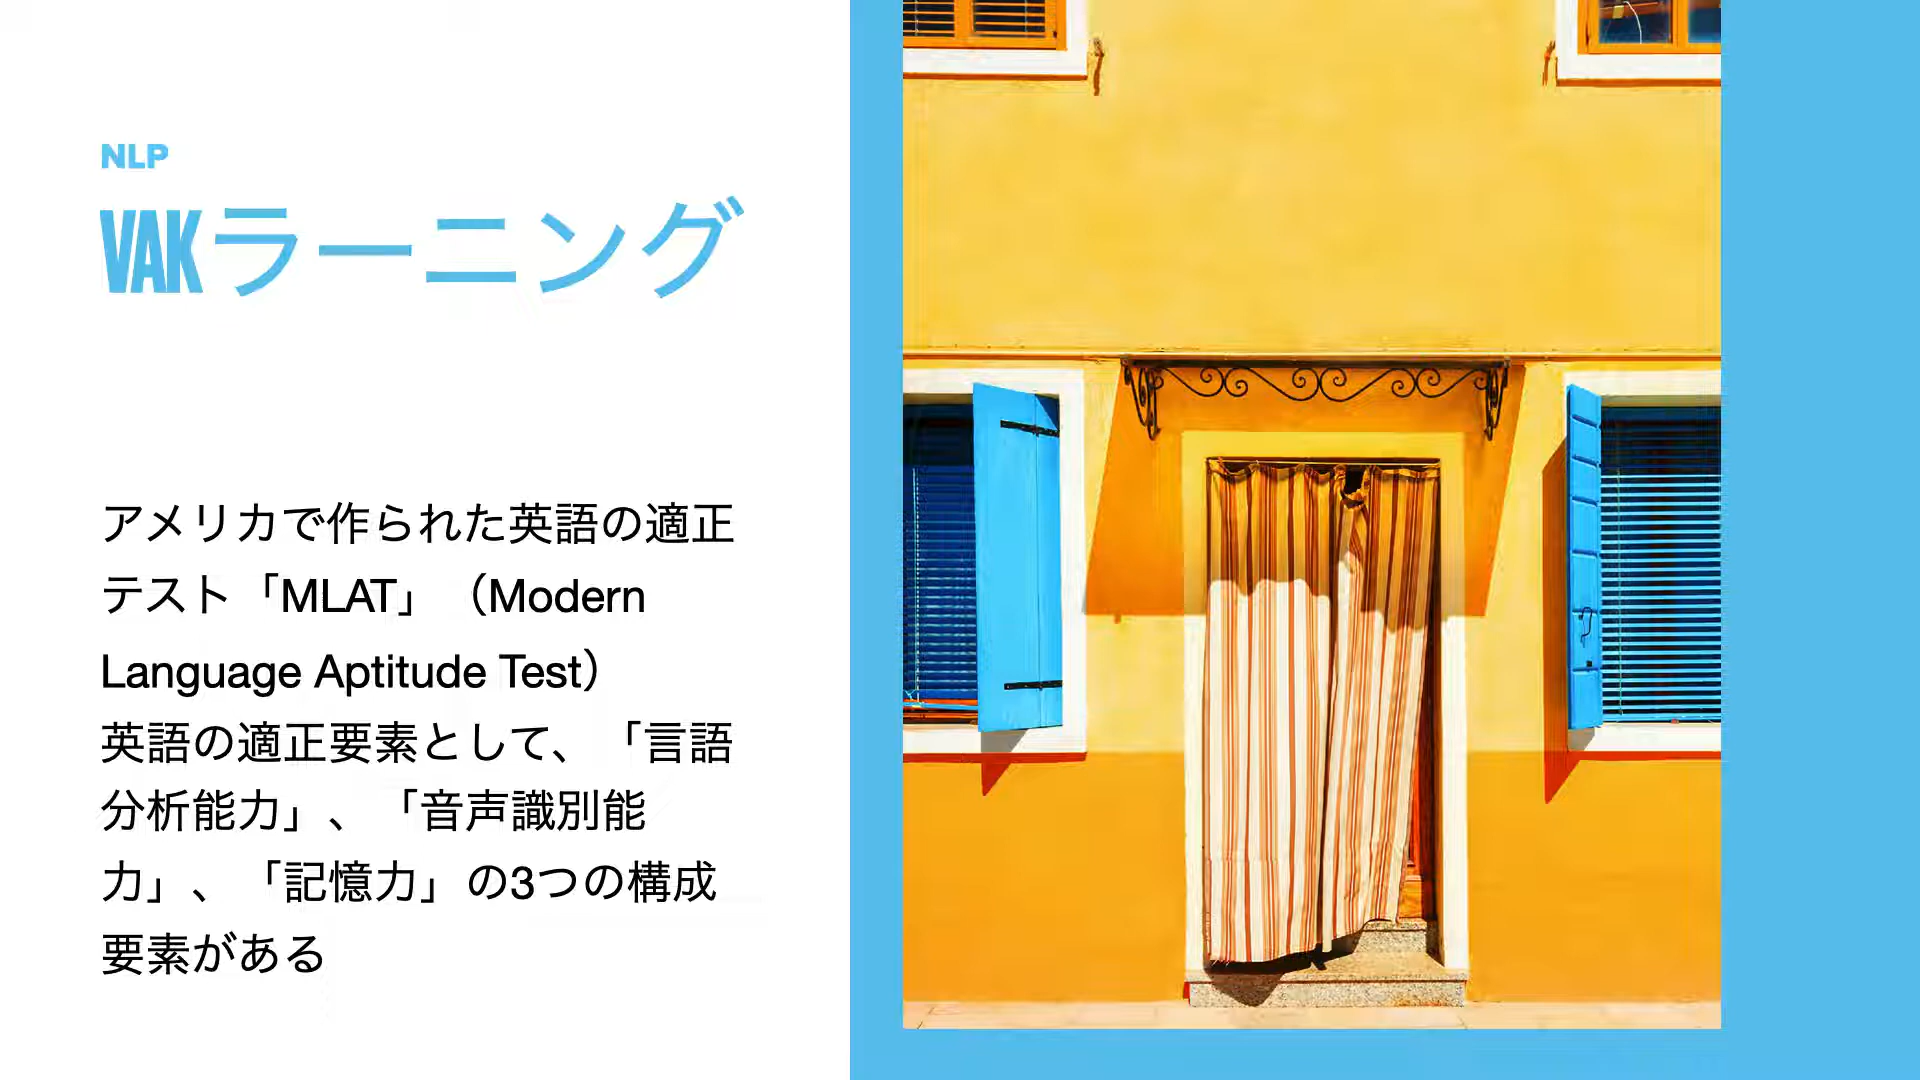 NLP
VAKラーニング
アメリカで作られた英語の適正
テスト「MLAT」（Modern
Language Aptitude Test）
英語の適正要素として、「言語
分析能力」、「音声識別能
力」、「記憶力」の3つの構成
要素がある